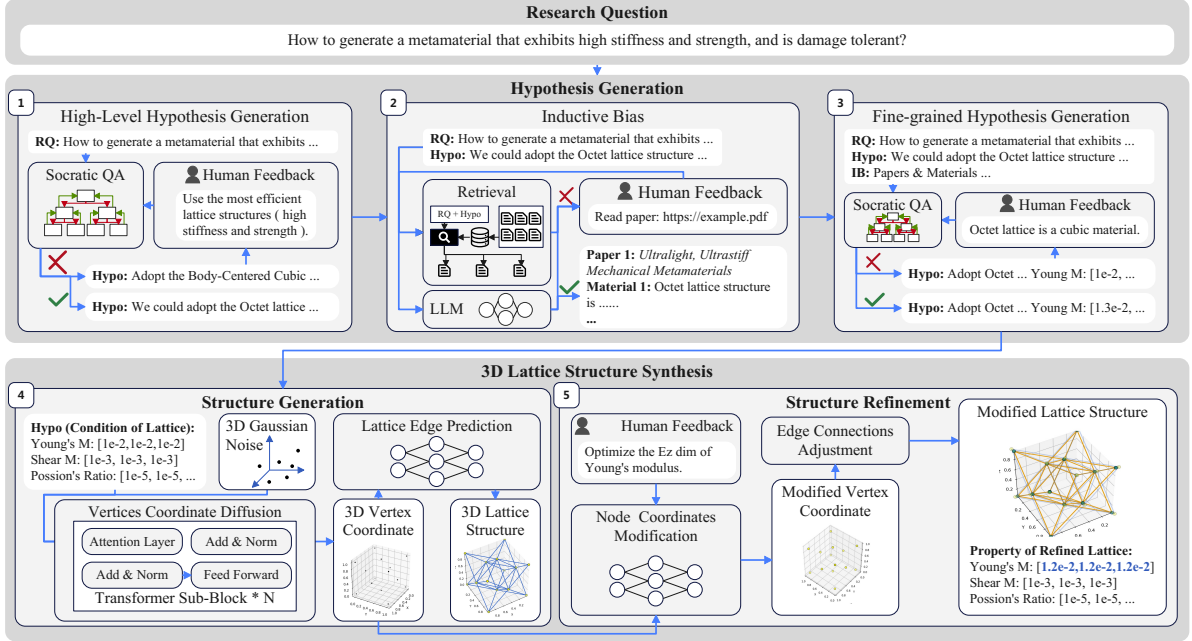 Research Question
How to generate a metamaterial that exhibits high stiffness and strength, and is damage tolerant?
Hypothesis Generation
1
High-Level Hypothesis Generation
RQ: How to generate a metamaterial that exhibits ...
Socratic QA
Human Feedback
Use the most efficient
lattice structures ( high
stiffness and strength ).
Hypo: Adopt the Body-Centered Cubic ...
Hypo: We could adopt the Octet lattice ...
2
Inductive Bias
RQ: How to generate a metamaterial that exhibits ...
Hypo: We could adopt the Octet lattice structure ...
Retrieval
RQ + Hypo
LLM
Human Feedback
Read paper: https://example.pdf
Paper 1: Ultralight, Ultrastiff
Mechanical Metamaterials
Material 1: Octet lattice structure
is ......
...
3
Fine-grained Hypothesis Generation
RQ: How to generate a metamaterial that exhibits ...
Hypo: We could adopt the Octet lattice structure ...
IB: Papers & Materials ...
Socratic QA
Human Feedback
Octet lattice is a cubic material.
Hypo: Adopt Octet ... Young M: [1e-2, ...
Hypo: Adopt Octet ... Young M: [1.3e-2, ...
3D Lattice Structure Synthesis
4
Structure Generation
Hypo (Condition of Lattice):
Young's M: [1e-2,1e-2,1e-2]
Shear M: [1e-3, 1e-3, 1e-3]
Possion's Ratio: [1e-5, 1e-5, ...
3D Gaussian
Noise
Lattice Edge Prediction
Vertices Coordinate Diffusion
Attention Layer
Add & Norm
Add & Norm
Feed Forward
Transformer Sub-Block * N
3D Vertex
Coordinate
3D Lattice
Structure
5
Structure Refinement
Human Feedback
Optimize the Ez dim of
Young's modulus.
Node Coordinates
Modification
Edge Connections
Adjustment
Modified Vertex
Coordinate
Modified Lattice Structure
Property of Refined Lattice:
Young's M: [1.2e-2,1.2e-2,1.2e-2]
Shear M: [1e-3, 1e-3, 1e-3]
Possion's Ratio: [1e-5, 1e-5, ...